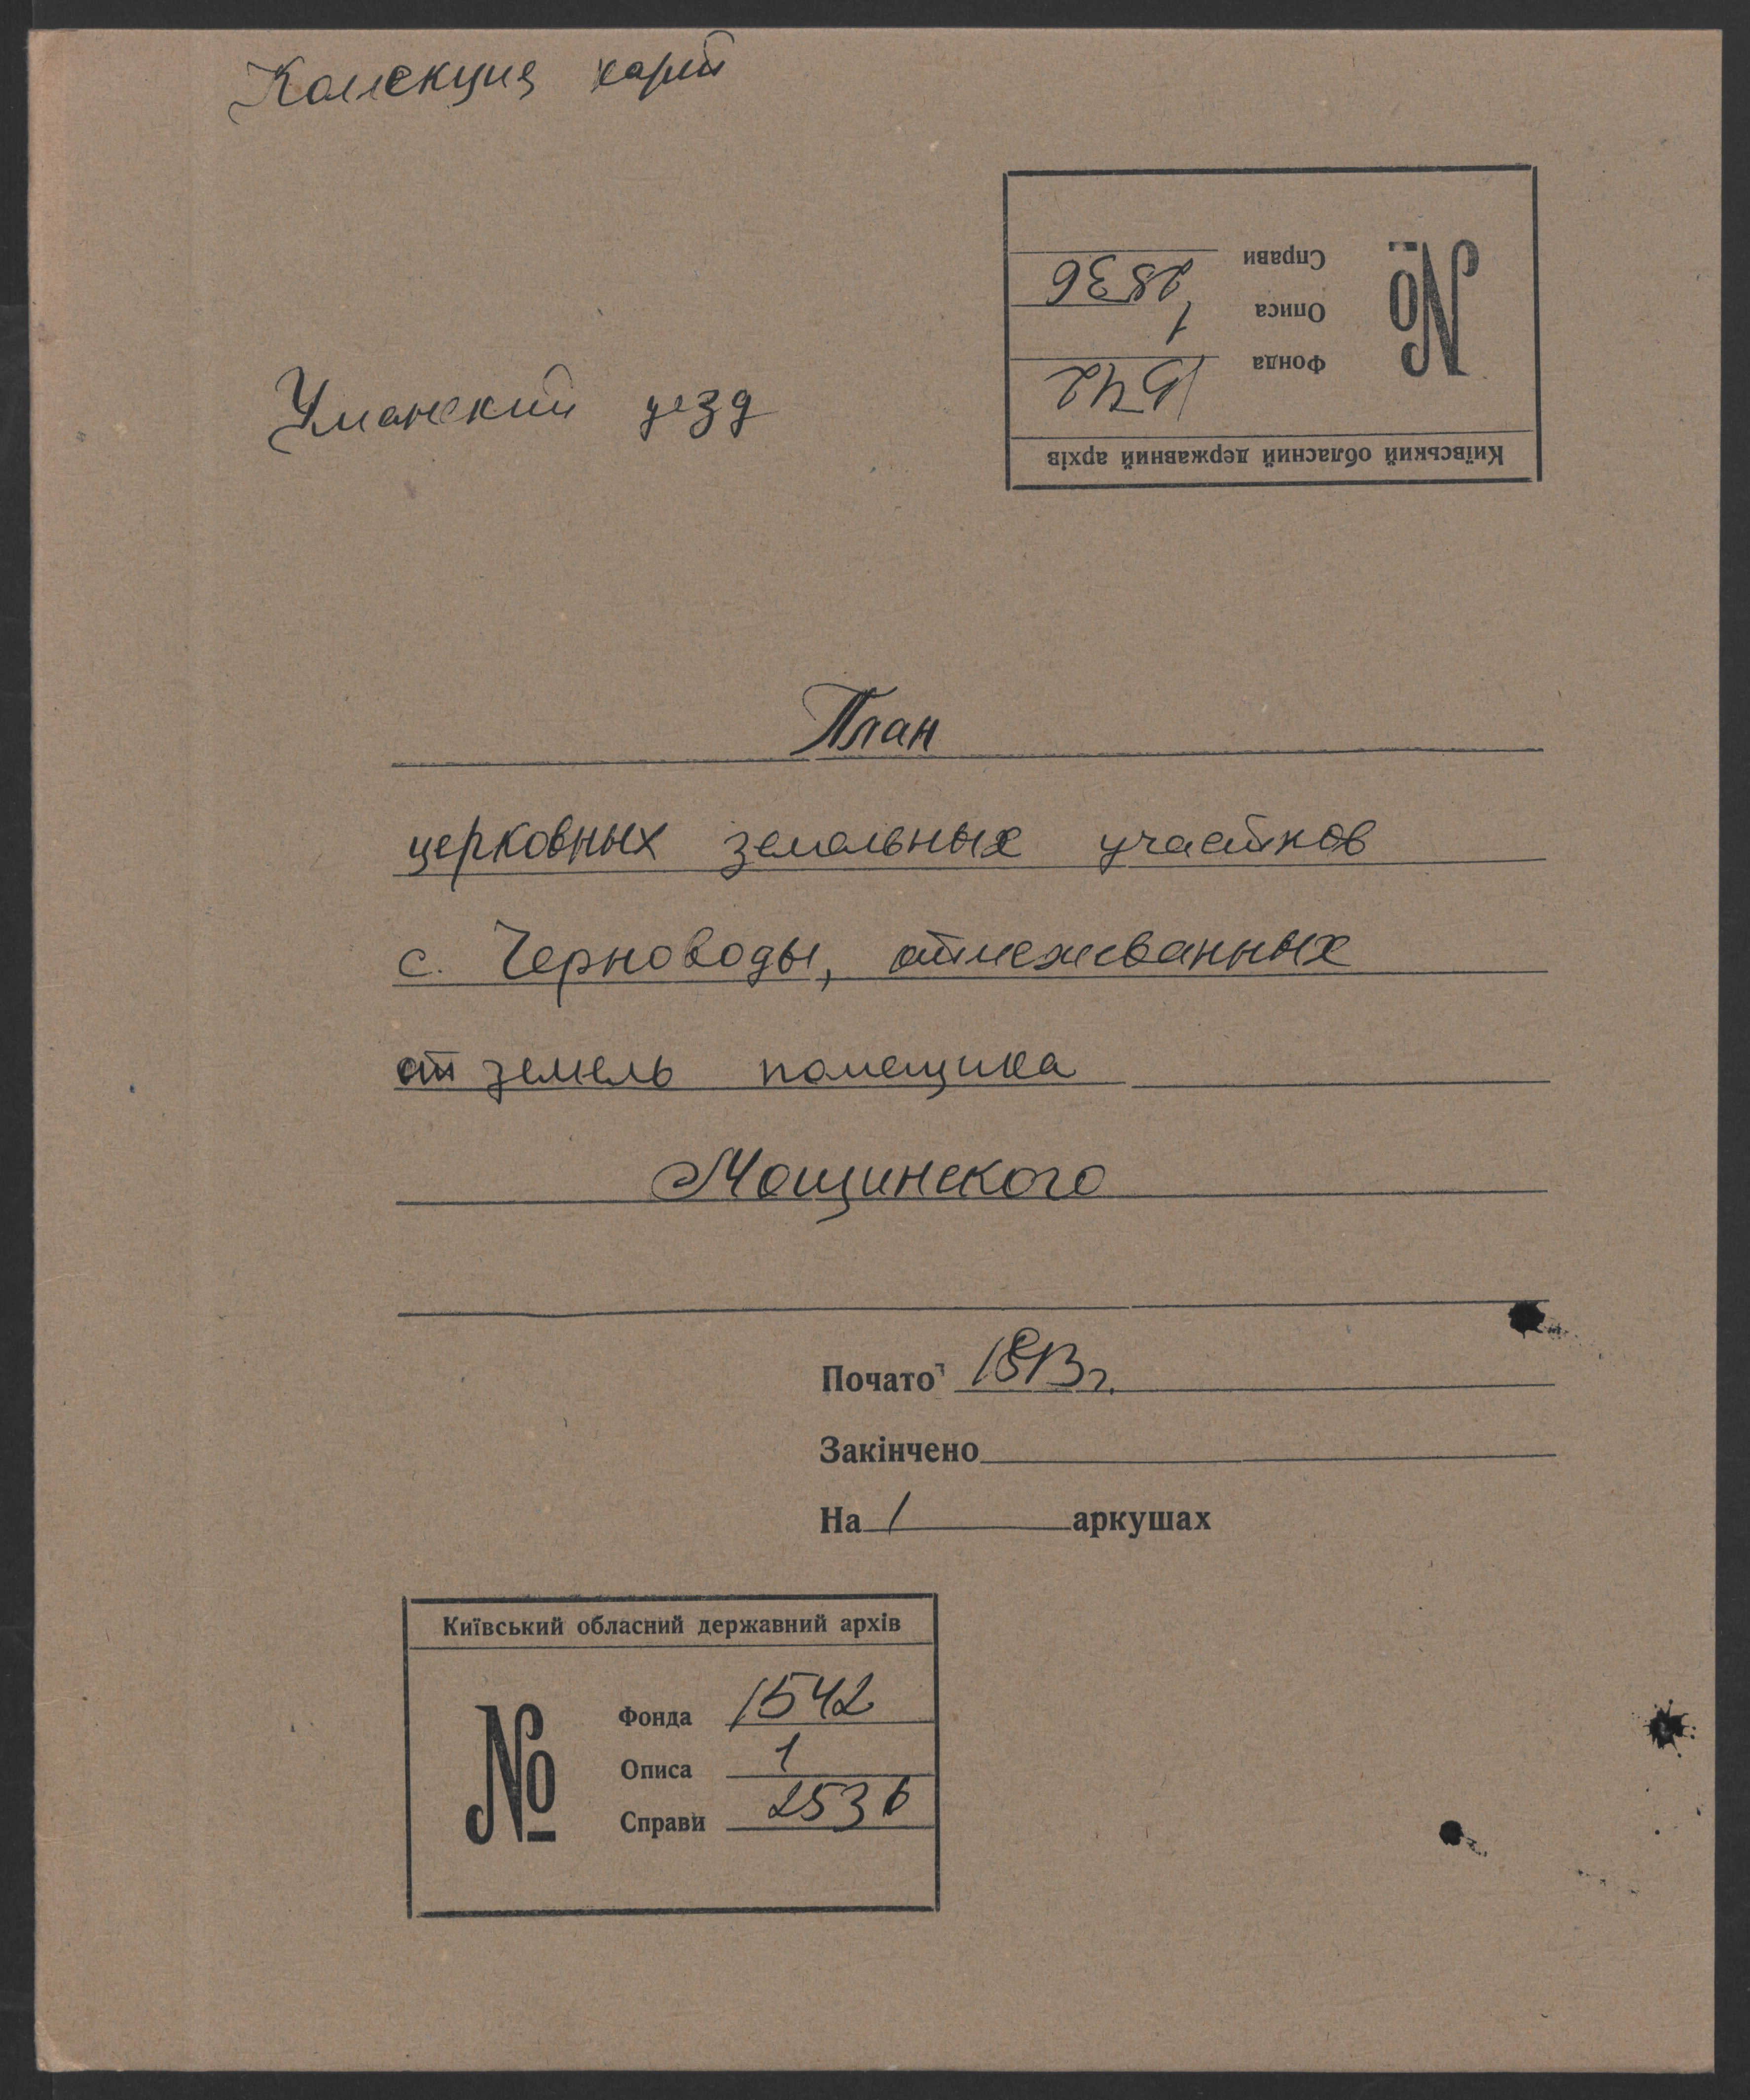 Коллекция карт
Київський обласний державний архів
№
Фонда 1542
Описа 1
Справи 2836
Уманский уезд
План
церковных земельных участков
с. Черноводы, отмежеванных
от земель помещика
Мощинского
Почато 1813 г.
Закінчено
На 1 аркушах
Київський обласний державний архів
№
Фонда 1542
Описа 1
Справи 2536